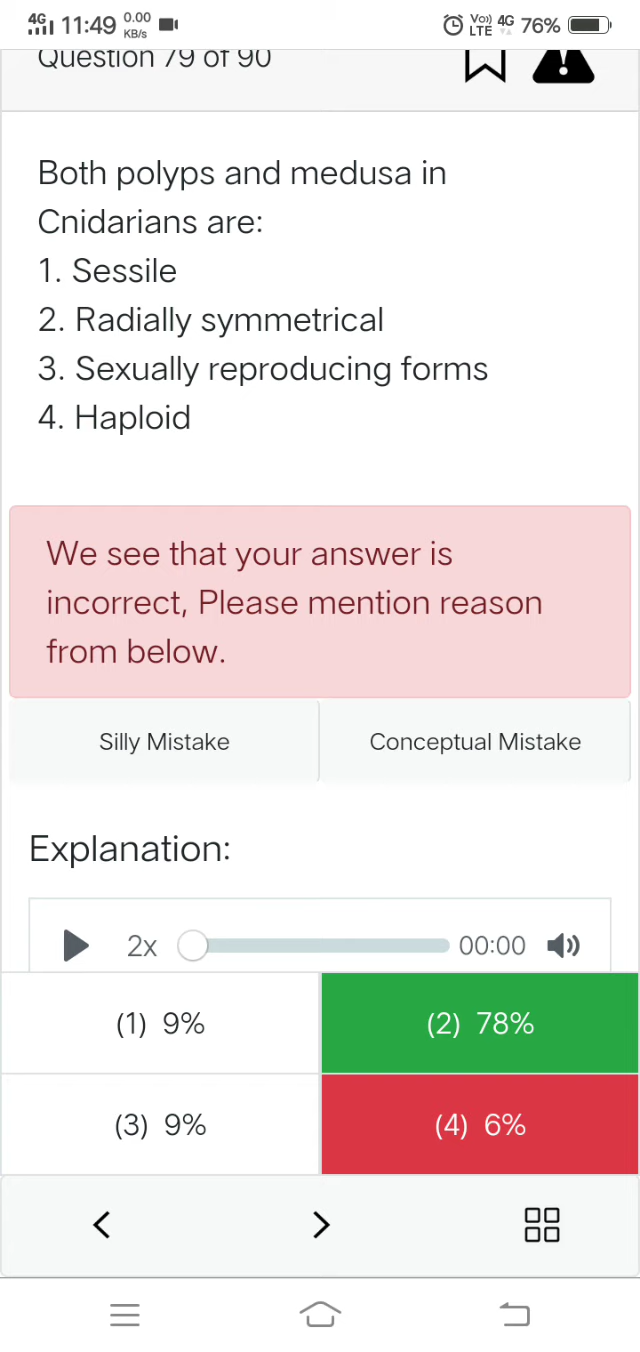 4G 11:49 0.00 KB/s VoD LTE 4G 76%
Question 79 of 90
Both polyps and medusa in
Cnidarians are:
1. Sessile
2. Radially symmetrical
3. Sexually reproducing forms
4. Haploid
We see that your answer is
incorrect, Please mention reason
from below.
Silly Mistake Conceptual Mistake
Explanation:
2x 00:00
(1) 9% (2) 78%
(3) 9% (4) 6%